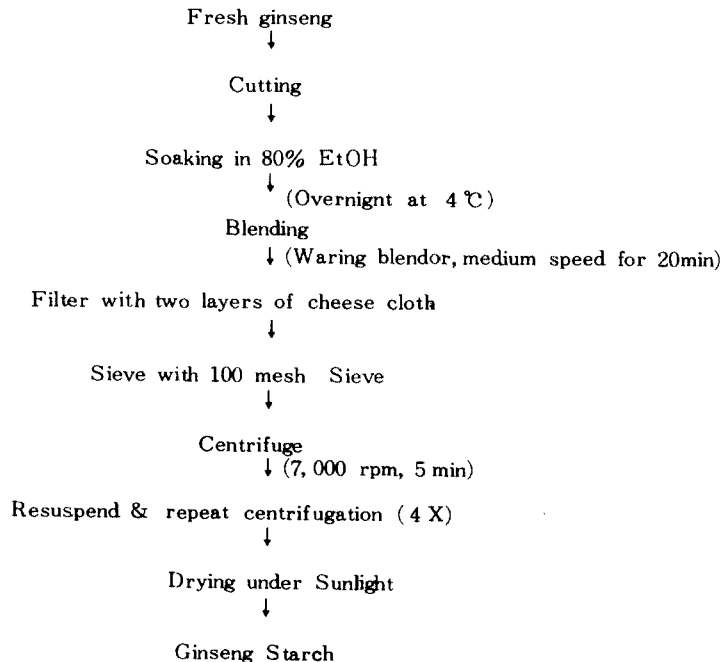 Fresh ginseng
↓
Cutting
↓
Soaking in 80% EtOH
↓ (Overnignt at 4℃)
Blending
↓ (Waring blendor, medium speed for 20min)
Filter with two layers of cheese cloth
↓
Sieve with 100 mesh Sieve
↓
Centrifuge
↓ (7,000 rpm, 5 min)
Resuspend & repeat centrifugation (4 X)
↓
Drying under Sunlight
↓
Ginseng Starch